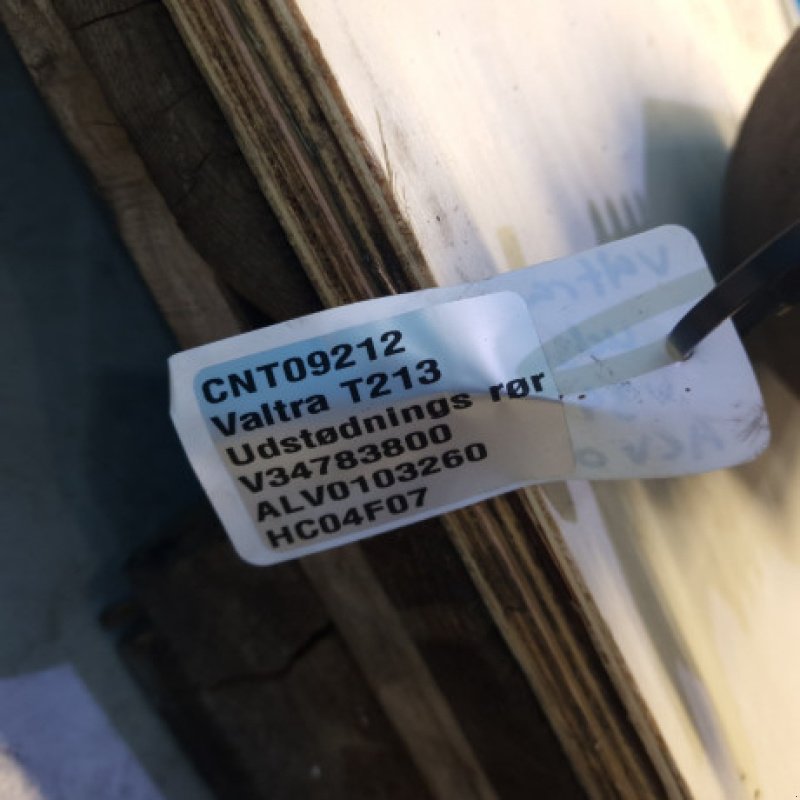 CNT09212
Valtra T213
Udstødnings rør
V34783800
ALV0103260
HC04F07